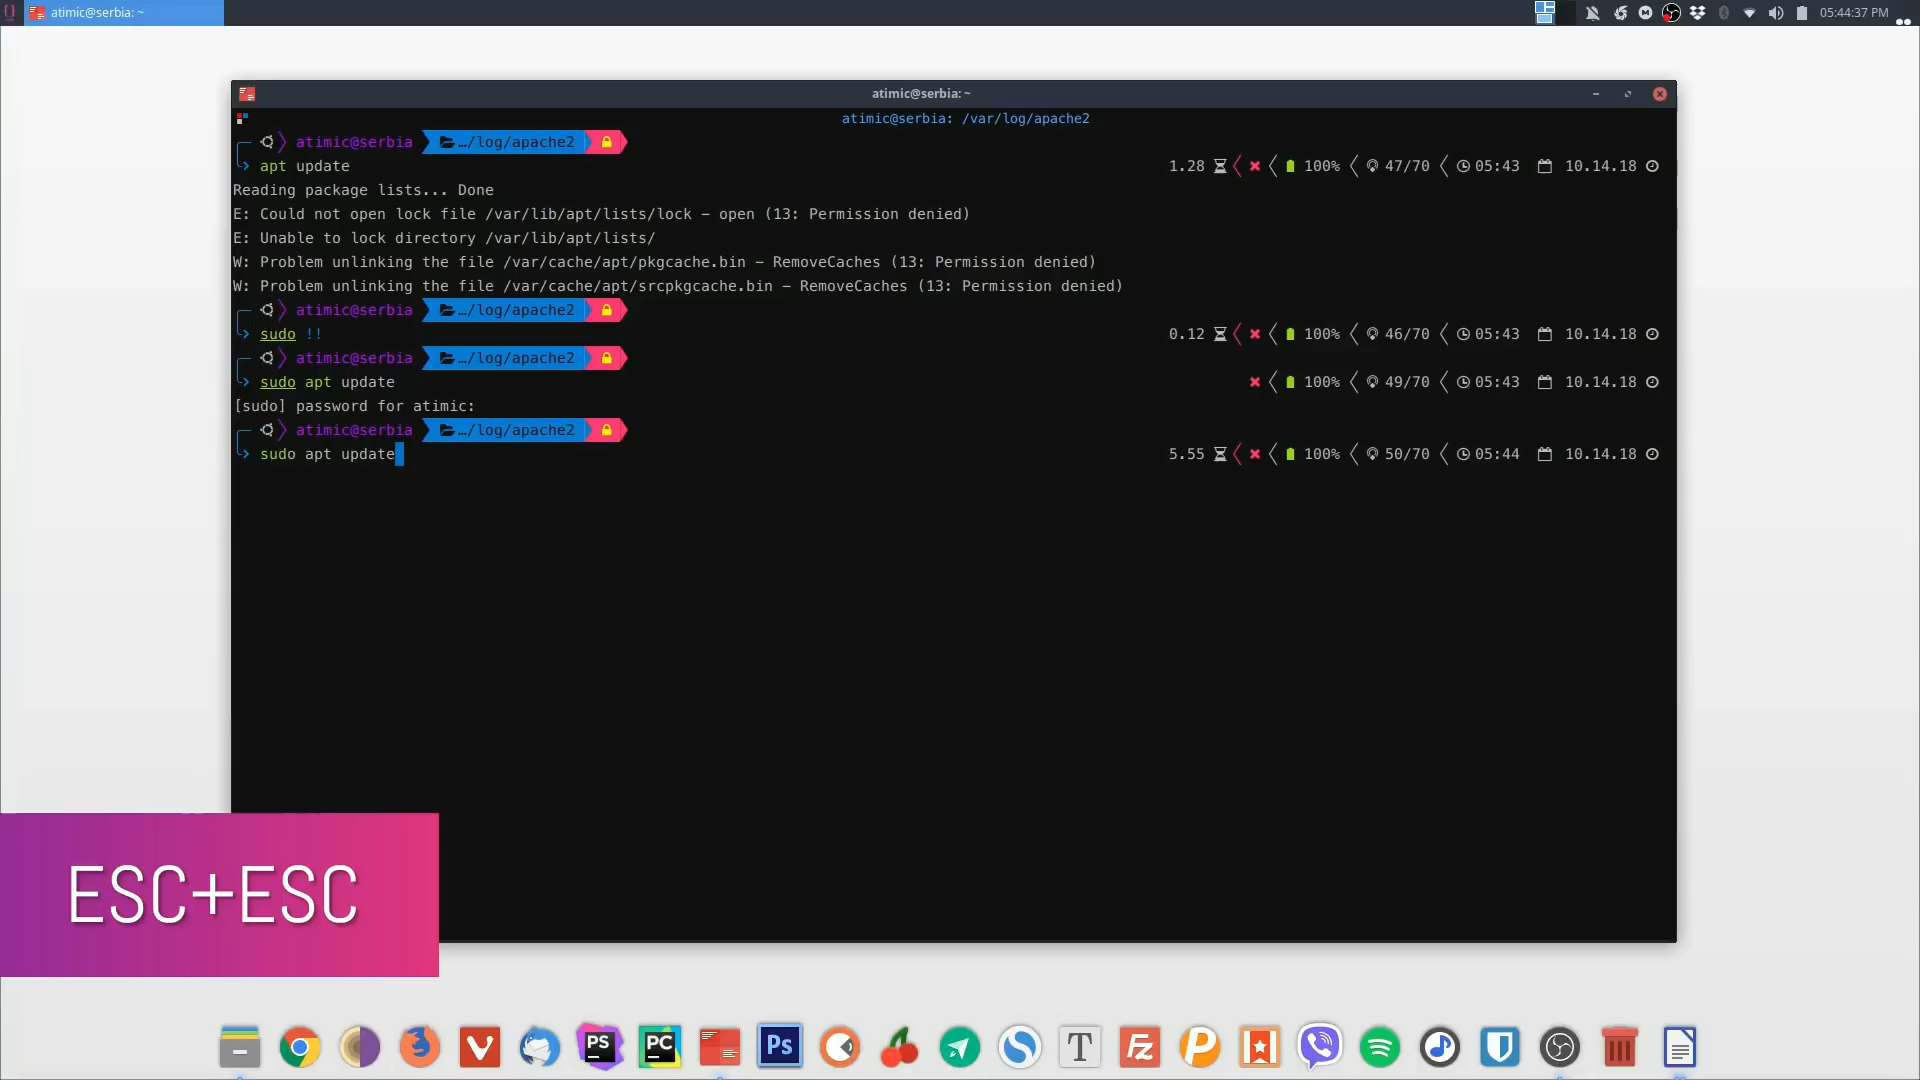 atimic@serbia: ~
05:44:37 PM
atimic@serbia: ~
atimic@serbia: /var/log/apache2
atimic@serbia …/log/apache2
apt update 1.28 100% 47/70 05:43 10.14.18
Reading package lists... Done
E: Could not open lock file /var/lib/apt/lists/lock – open (13: Permission denied)
E: Unable to lock directory /var/lib/apt/lists/
W: Problem unlinking the file /var/cache/apt/pkgcache.bin – RemoveCaches (13: Permission denied)
W: Problem unlinking the file /var/cache/apt/srcpkgcache.bin – RemoveCaches (13: Permission denied)
atimic@serbia …/log/apache2
sudo !! 0.12 100% 46/70 05:43 10.14.18
atimic@serbia …/log/apache2
sudo apt update 100% 49/70 05:43 10.14.18
[sudo] password for atimic:
atimic@serbia …/log/apache2
sudo apt update 5.55 100% 50/70 05:44 10.14.18
ESC+ESC
PS
PC
Ps
T
FZ